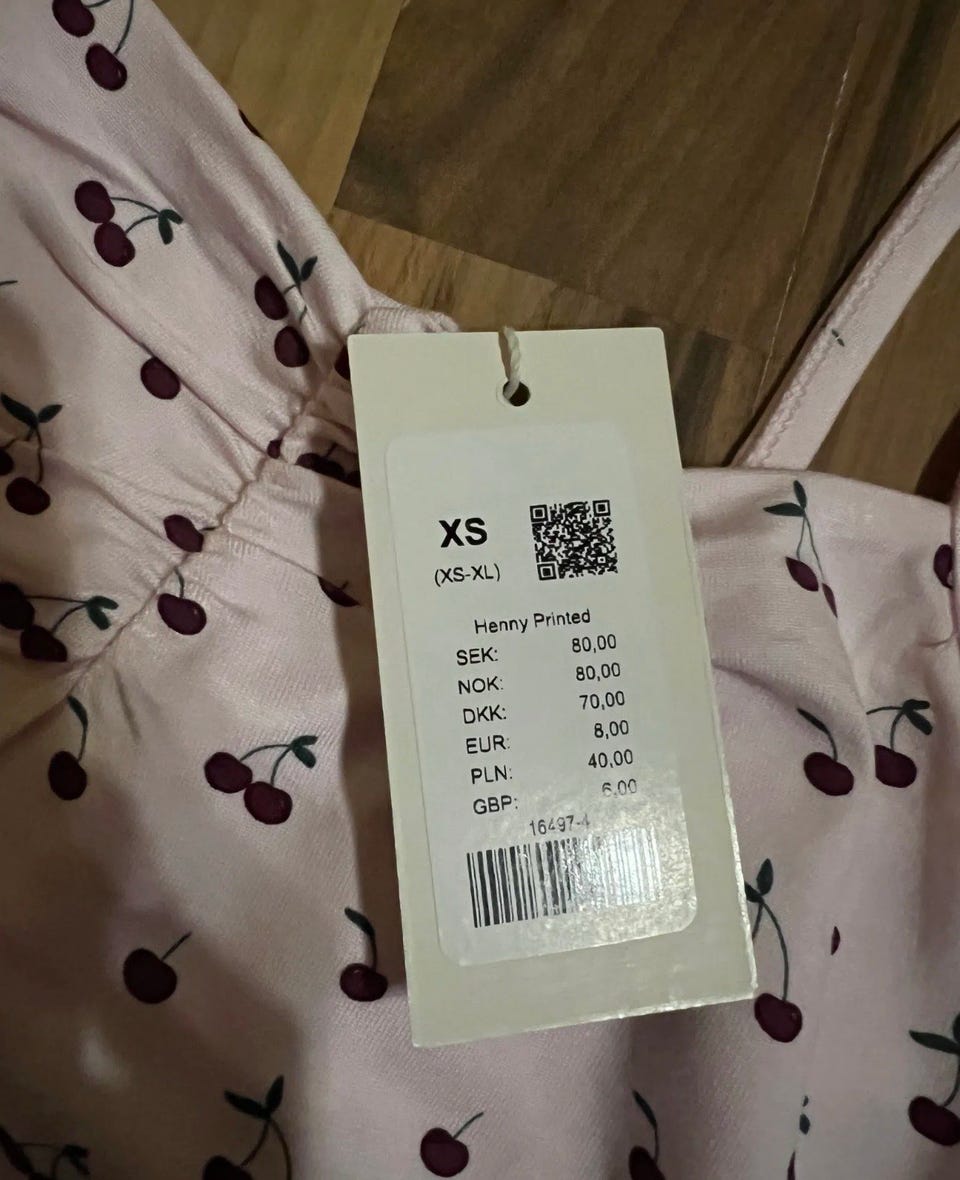 XS
(XS-XL)
Henny Printed
SEK: 80,00
NOK: 80,00
DKK: 70,00
EUR: 8,00
PLN: 40,00
GBP: 6,00
16497-4